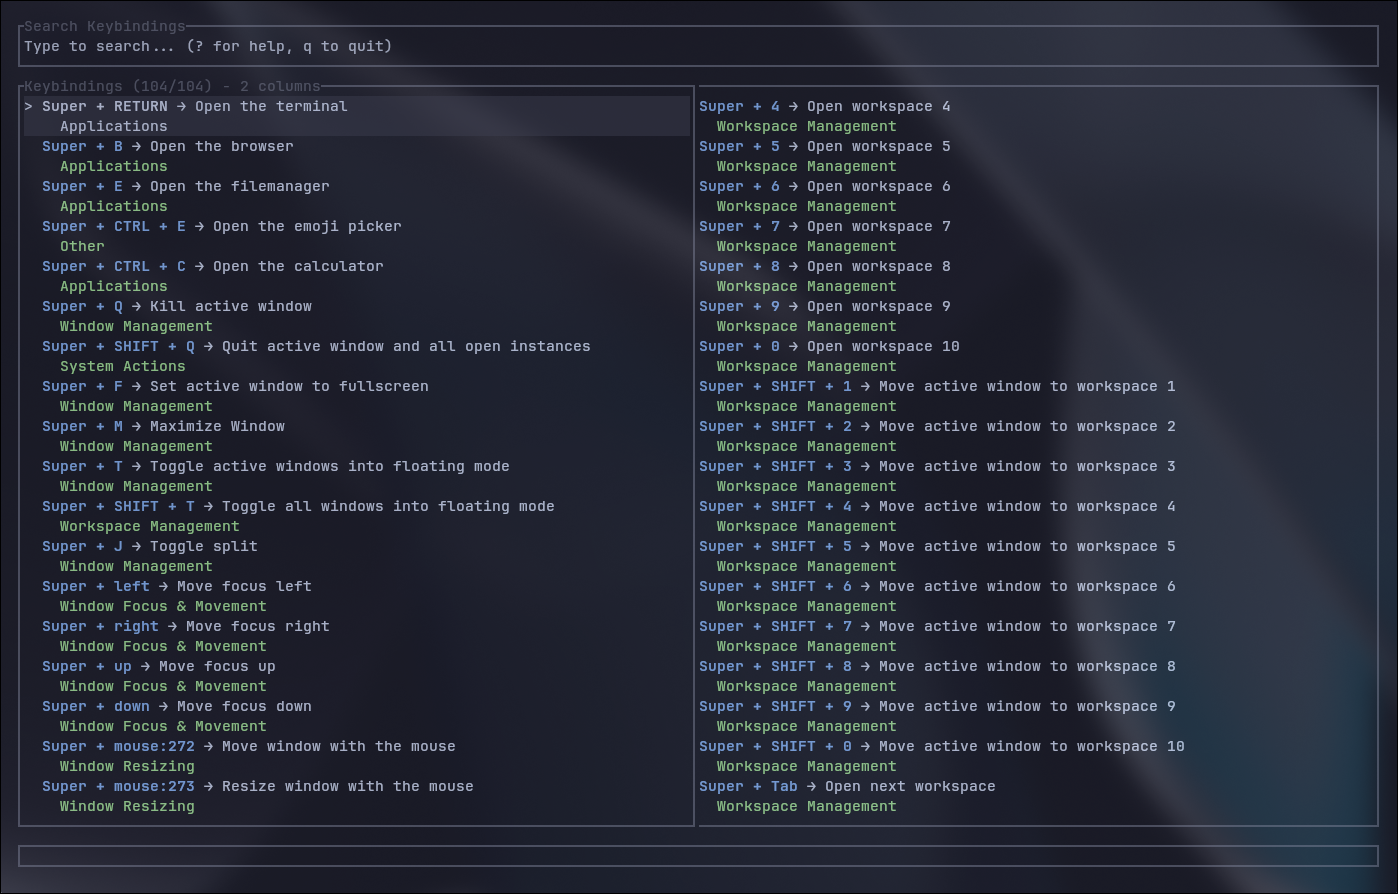 Search Keybindings
Type to search... (? for help, q to quit)
Keybindings (104/104) - 2 columns
> Super + RETURN → Open the terminal
Applications
Super + B → Open the browser
Applications
Super + E → Open the filemanager
Applications
Super + CTRL + E → Open the emoji picker
Other
Super + CTRL + C → Open the calculator
Applications
Super + Q → Kill active window
Window Management
Super + SHIFT + Q → Quit active window and all open instances
System Actions
Super + F → Set active window to fullscreen
Window Management
Super + M → Maximize Window
Window Management
Super + T → Toggle active windows into floating mode
Window Management
Super + SHIFT + T → Toggle all windows into floating mode
Workspace Management
Super + J → Toggle split
Window Management
Super + left → Move focus left
Window Focus & Movement
Super + right → Move focus right
Window Focus & Movement
Super + up → Move focus up
Window Focus & Movement
Super + down → Move focus down
Window Focus & Movement
Super + mouse:272 → Move window with the mouse
Window Resizing
Super + mouse:273 → Resize window with the mouse
Window Resizing
Super + 4 → Open workspace 4
Workspace Management
Super + 5 → Open workspace 5
Workspace Management
Super + 6 → Open workspace 6
Workspace Management
Super + 7 → Open workspace 7
Workspace Management
Super + 8 → Open workspace 8
Workspace Management
Super + 9 → Open workspace 9
Workspace Management
Super + 0 → Open workspace 10
Workspace Management
Super + SHIFT + 1 → Move active window to workspace 1
Workspace Management
Super + SHIFT + 2 → Move active window to workspace 2
Workspace Management
Super + SHIFT + 3 → Move active window to workspace 3
Workspace Management
Super + SHIFT + 4 → Move active window to workspace 4
Workspace Management
Super + SHIFT + 5 → Move active window to workspace 5
Workspace Management
Super + SHIFT + 6 → Move active window to workspace 6
Workspace Management
Super + SHIFT + 7 → Move active window to workspace 7
Workspace Management
Super + SHIFT + 8 → Move active window to workspace 8
Workspace Management
Super + SHIFT + 9 → Move active window to workspace 9
Workspace Management
Super + SHIFT + 0 → Move active window to workspace 10
Workspace Management
Super + Tab → Open next workspace
Workspace Management